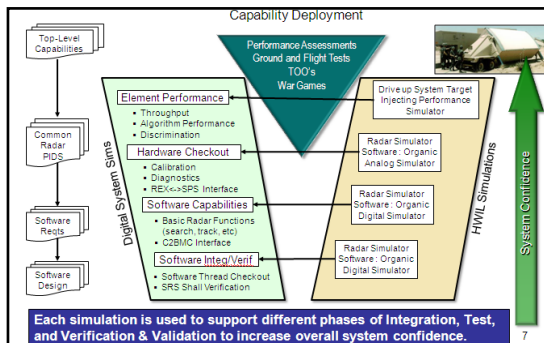 Capability Deployment
Top-Level
Capabilities
Common
Radar
PIDS
Software
Reqts
Software
Design
Performance Assessments
Ground and Flight Tests
TOO's
War Games
Digital System Sims
Element Performance
• Throughput
• Algorithm Performance
• Discrimination
Hardware Checkout
• Calibration
• Diagnostics
• REX<->SPS Interface
Software Capabilities
• Basic Radar Functions
(search, track, etc)
• C2BMC Interface
Software Integ/Verif
• Software Thread Checkout
• SRS Shall Verification
Drive up System Target
Injecting Performance
Simulator
Radar Simulator
Software: Organic
Analog Simulator
Radar Simulator
Software: Organic
Digital Simulator
Radar Simulator
Software: Organic
Digital Simulator
HWIL Simulations
System Confidence
Each simulation is used to support different phases of Integration, Test,
and Verification & Validation to increase overall system confidence.
7